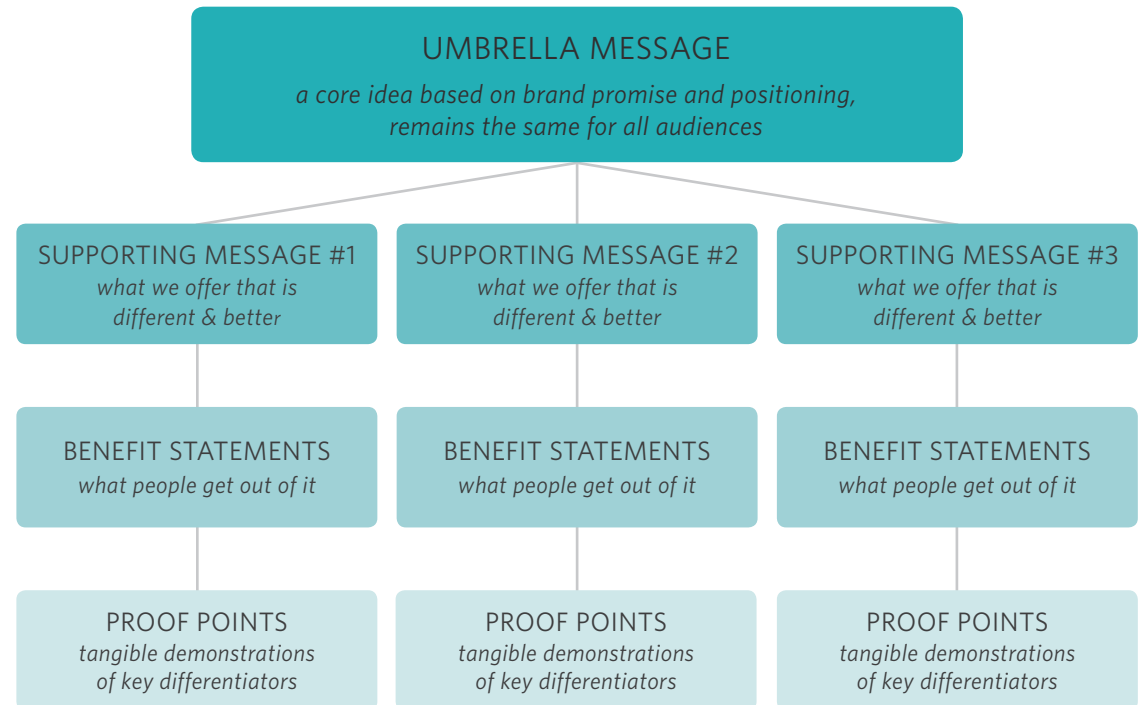 UMBRELLA MESSAGE
a core idea based on brand promise and positioning,
remains the same for all audiences
SUPPORTING MESSAGE #1
what we offer that is
different & better
SUPPORTING MESSAGE #2
what we offer that is
different & better
SUPPORTING MESSAGE #3
what we offer that is
different & better
BENEFIT STATEMENTS
what people get out of it
BENEFIT STATEMENTS
what people get out of it
BENEFIT STATEMENTS
what people get out of it
PROOF POINTS
tangible demonstrations
of key differentiators
PROOF POINTS
tangible demonstrations
of key differentiators
PROOF POINTS
tangible demonstrations
of key differentiators